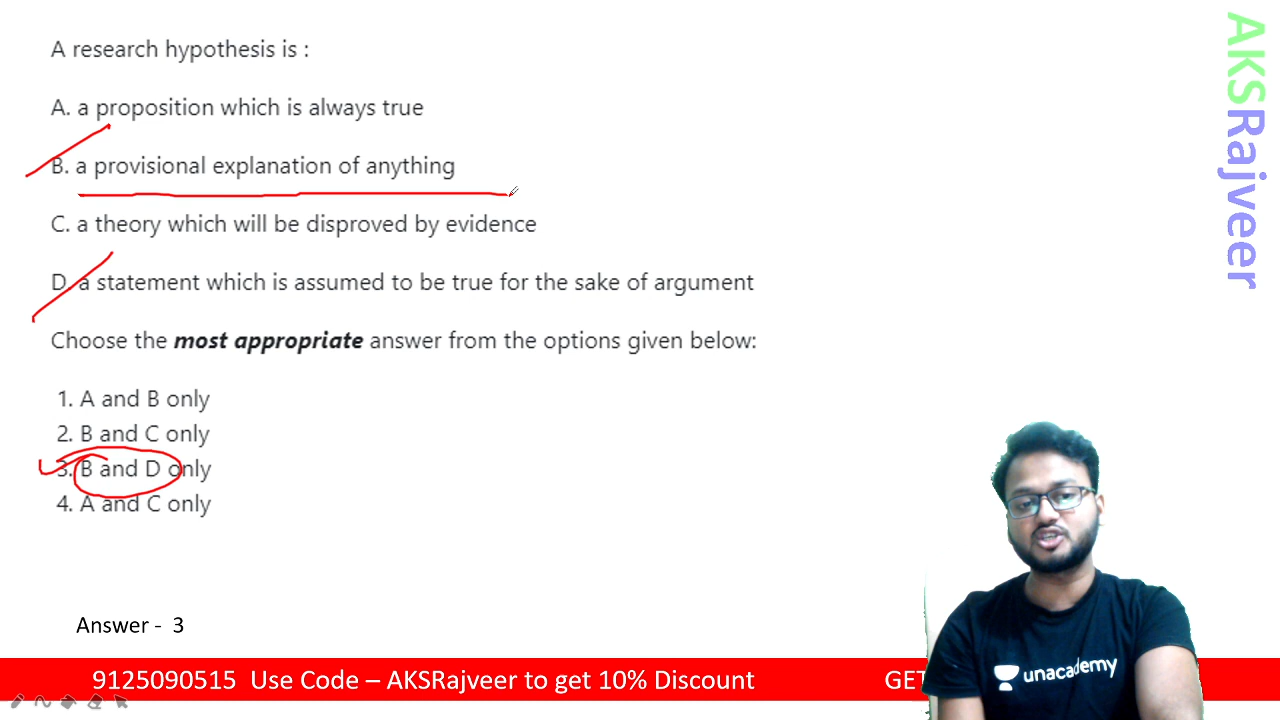 A research hypothesis is :
A. a proposition which is always true
B. a provisional explanation of anything
C. a theory which will be disproved by evidence
D. a statement which is assumed to be true for the sake of argument
Choose the most appropriate answer from the options given below:
1. A and B only
2. B and C only
3. B and D only
4. A and C only
Answer - 3
9125090515 Use Code – AKSRajveer to get 10% Discount
GET
AKSRajveer
unacademy